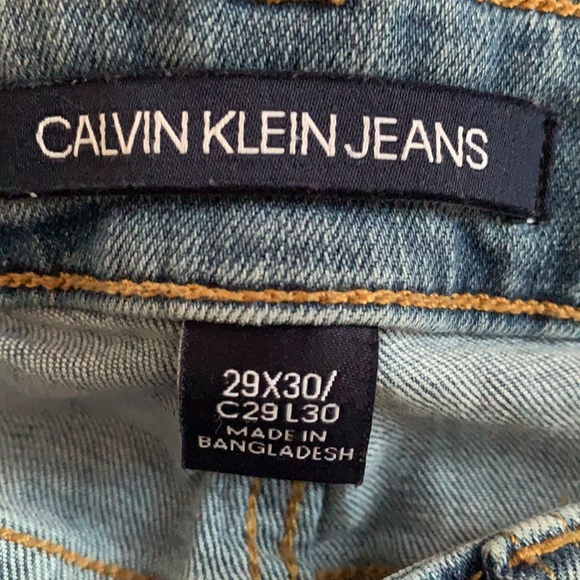 CALVIN KLEIN JEANS
29X30/
C29 L30
MADE IN
BANGLADESH